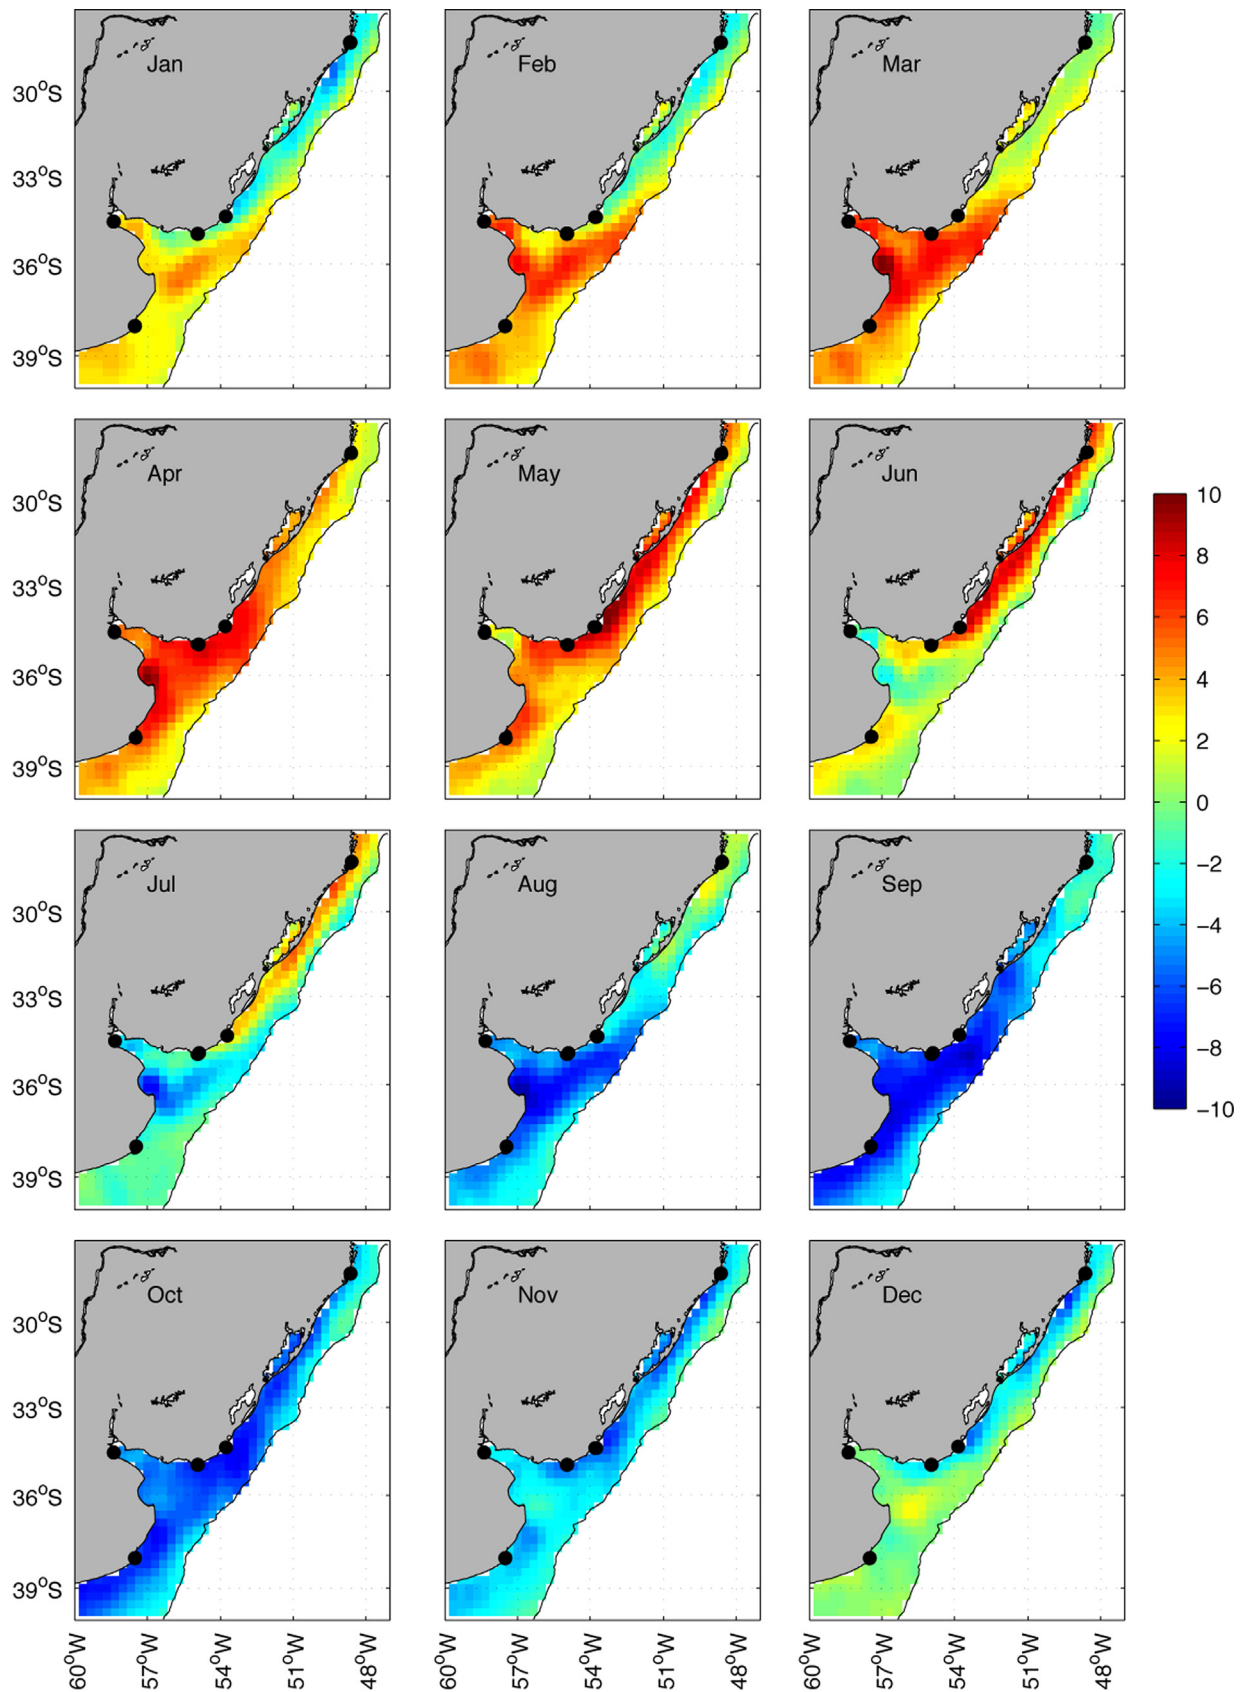 Jan Feb Mar
30°S
33°S
36°S
39°S
Apr May Jun
30°S
33°S
36°S
39°S
10
8
6
4
2
0
−2
−4
−6
−8
−10
Jul Aug Sep
30°S
33°S
36°S
39°S
Oct Nov Dec
30°S
33°S
36°S
39°S
60°W 57°W 54°W 51°W 48°W 60°W 57°W 54°W 51°W 48°W 60°W 57°W 54°W 51°W 48°W